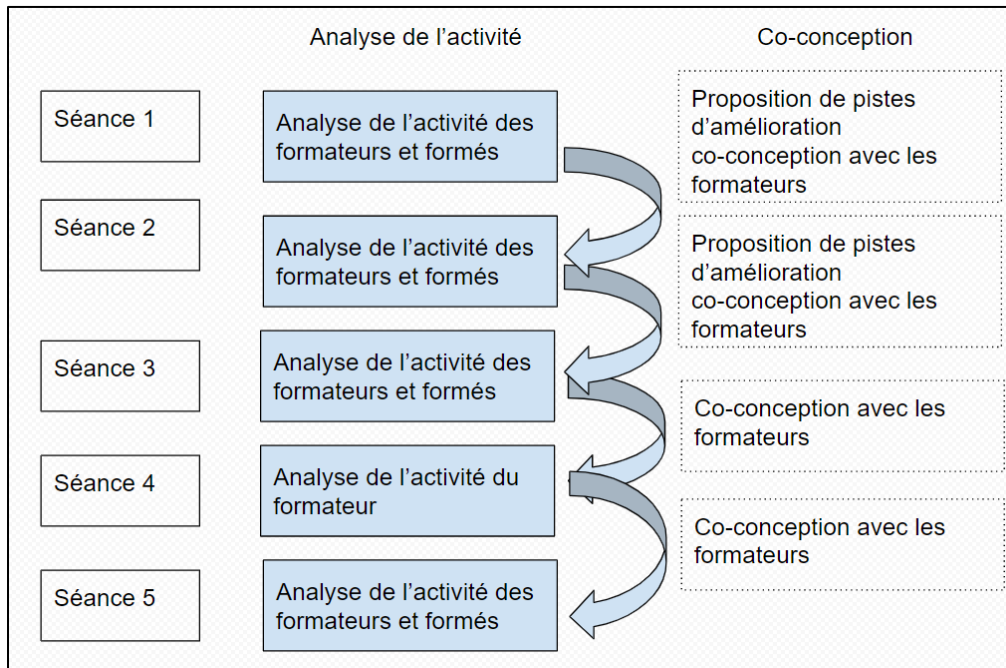 Analyse de l’activité
Co-conception
Séance 1
Analyse de l’activité des
formateurs et formés
Proposition de pistes
d’amélioration
co-conception avec les
formateurs
Séance 2
Analyse de l’activité des
formateurs et formés
Proposition de pistes
d’amélioration
co-conception avec les
formateurs
Séance 3
Analyse de l’activité des
formateurs et formés
Co-conception avec les
formateurs
Séance 4
Analyse de l’activité du
formateur
Co-conception avec les
formateurs
Séance 5
Analyse de l’activité des
formateurs et formés